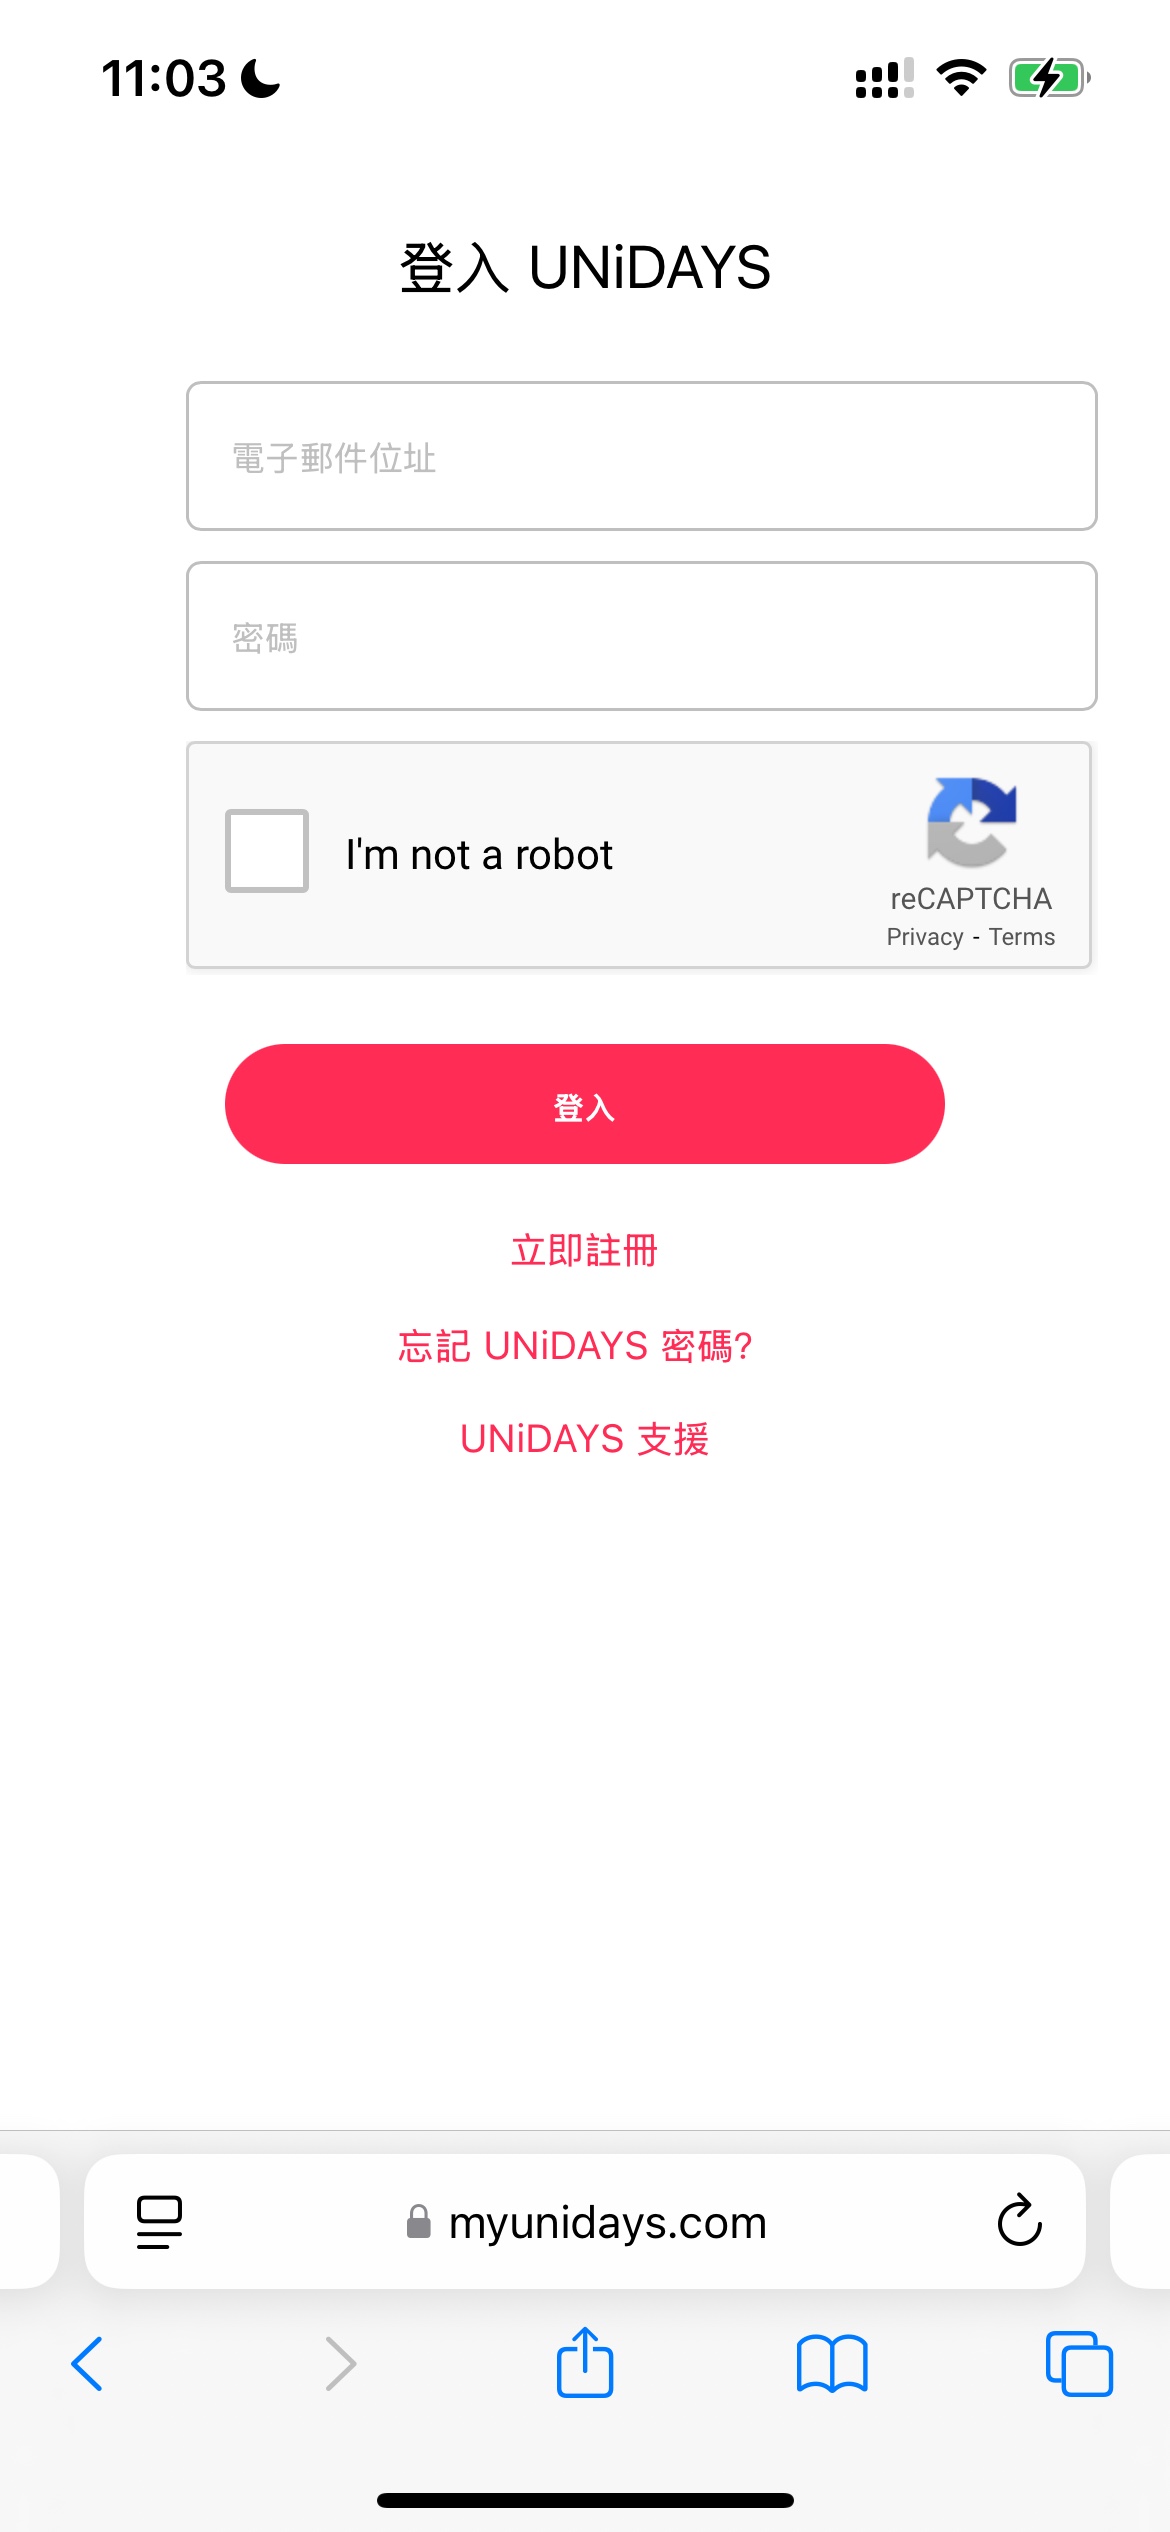 11:03
登入 UNiDAYS
電子郵件位址
密碼
I'm not a robot
reCAPTCHA
Privacy - Terms
登入
立即註冊
忘記 UNiDAYS 密碼?
UNiDAYS 支援
myunidays.com